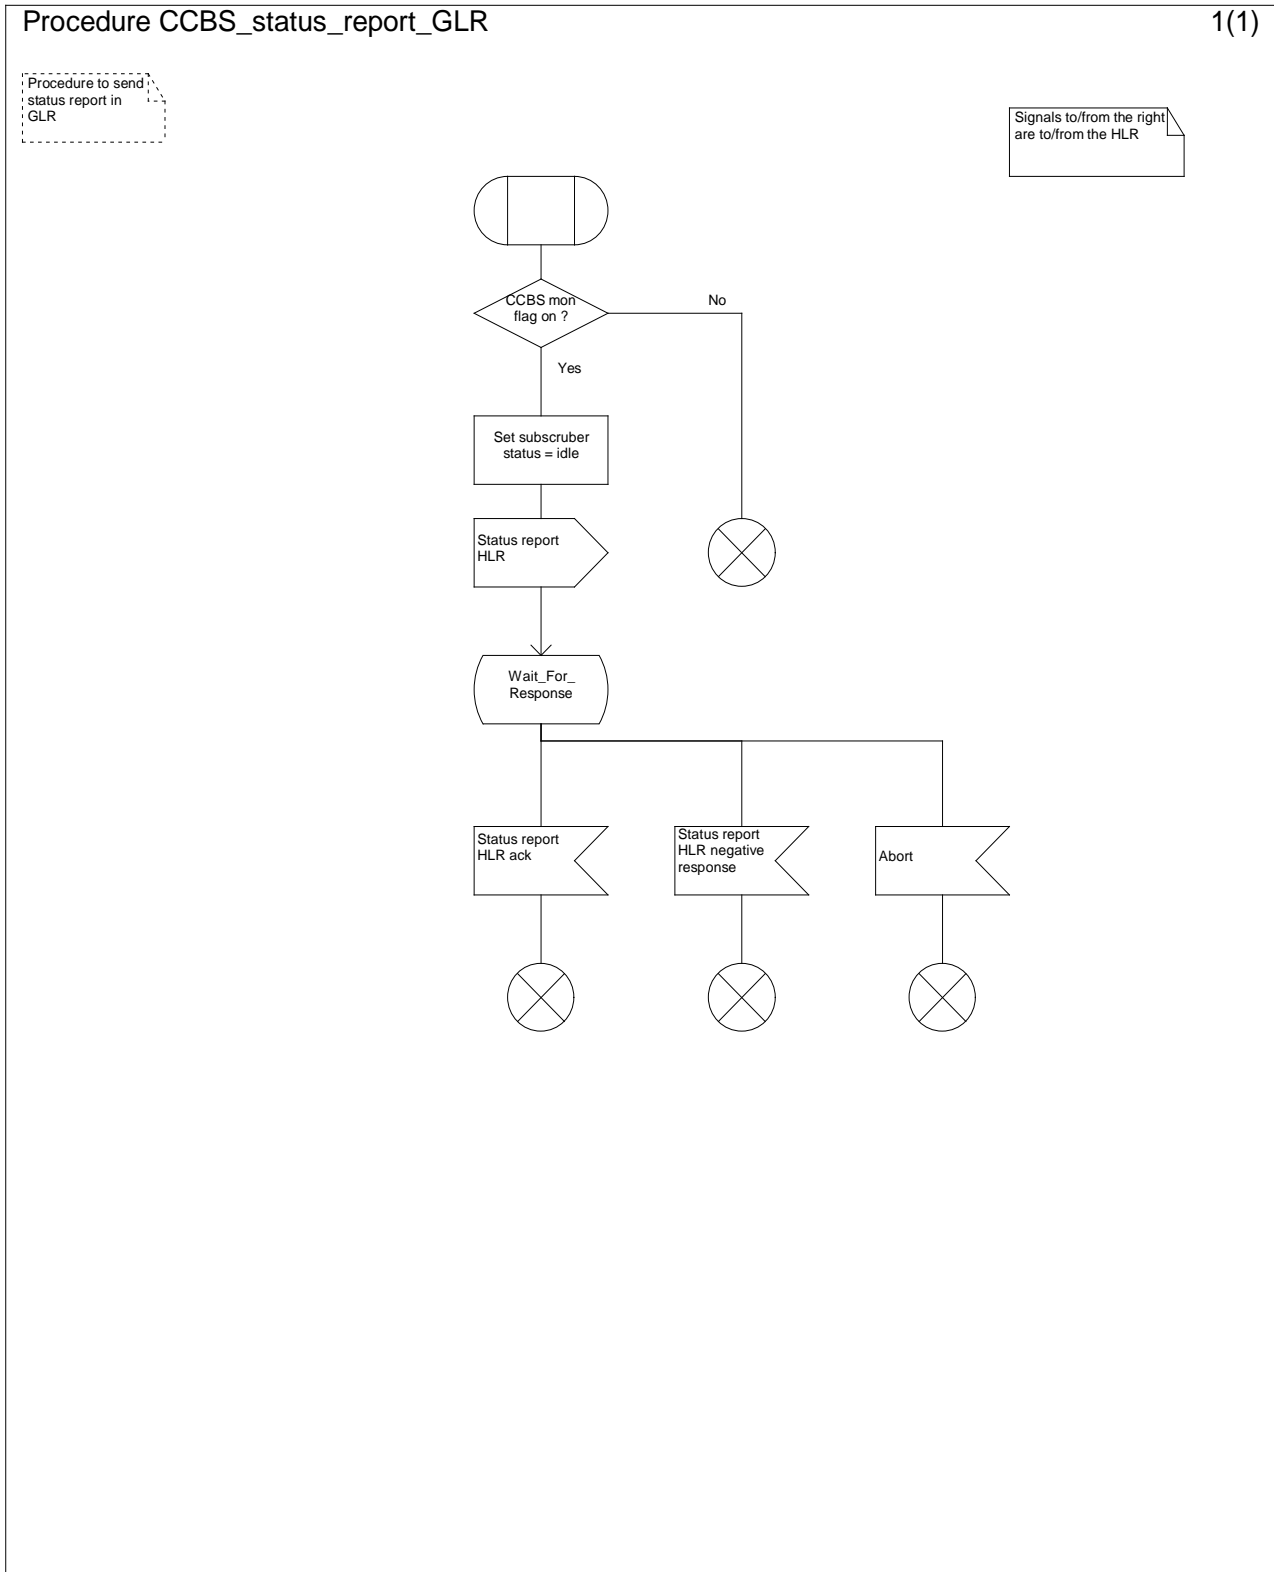 Procedure CCBS_status_report_GLR
1(1)
Procedure to send
status report in
GLR
Signals to/from the right
are to/from the HLR
CCBS mon
flag on ?
No
Yes
Set subscruber
status = idle
Status report
HLR
Wait_For_
Response
Status report
HLR ack
Status report
HLR negative
response
Abort